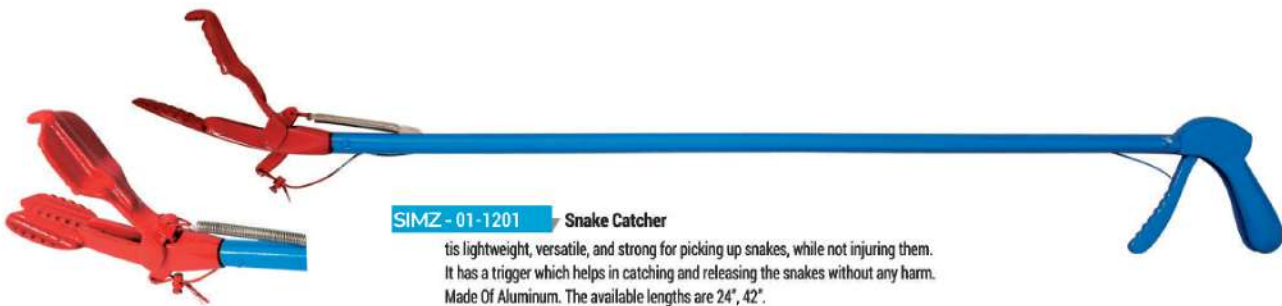 SIMZ - 01-1201 Snake Catcher
tis lightweight, versatile, and strong for picking up snakes, while not injuring them.
It has a trigger which helps in catching and releasing the snakes without any harm.
Made Of Aluminum. The available lengths are 24", 42".